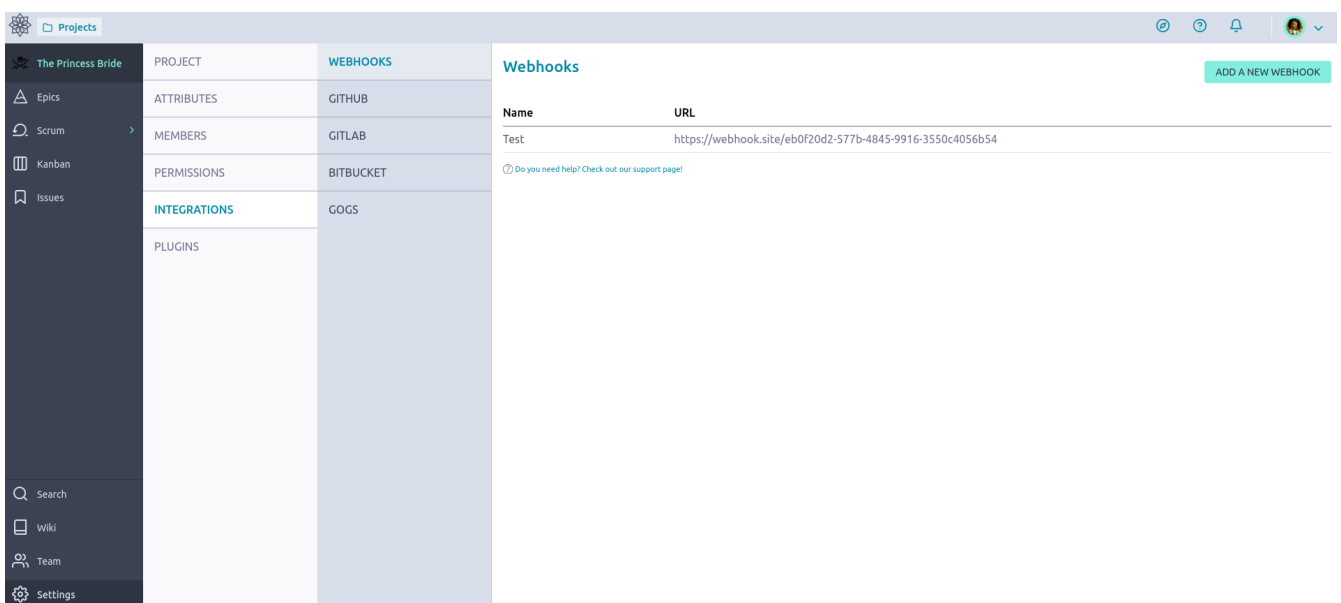 Projects
The Princess Bride
Epics
Scrum
Kanban
Issues
Search
Wiki
Team
Settings
PROJECT
ATTRIBUTES
MEMBERS
PERMISSIONS
INTEGRATIONS
PLUGINS
WEBHOOKS
GITHUB
GITLAB
BITBUCKET
GOGS
Webhooks
ADD A NEW WEBHOOK
Name URL
Test https://webhook.site/eb0f20d2-577b-4845-9916-3550c4056b54
Do you need help? Check out our support page!